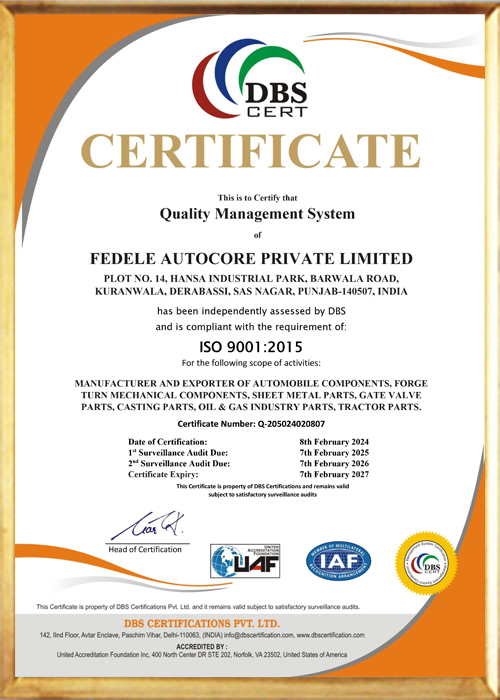 DBS
CERT
CERTIFICATE
This is to Certify that
Quality Management System
of
FEDELE AUTOCORE PRIVATE LIMITED
PLOT NO. 14, HANSA INDUSTRIAL PARK, BARWALA ROAD,
KURANWALA, DERABASSI, SAS NAGAR, PUNJAB-140507, INDIA
has been independently assessed by DBS
and is compliant with the requirement of:
ISO 9001:2015
For the following scope of activities:
MANUFACTURER AND EXPORTER OF AUTOMOBILE COMPONENTS, FORGE
TURN MECHANICAL COMPONENTS, SHEET METAL PARTS, GATE VALVE
PARTS, CASTING PARTS, OIL & GAS INDUSTRY PARTS, TRACTOR PARTS.
Certificate Number: Q-205024020807
Date of Certification: 8th February 2024
1st Surveillance Audit Due: 7th February 2025
2nd Surveillance Audit Due: 7th February 2026
Certificate Expiry: 7th February 2027
This Certificate is property of DBS Certifications and remains valid
subject to satisfactory surveillance audits
Head of Certification
UNITED
ACCREDITATION
FOUNDATION
UAF
MEMBER OF MULTILATERAL
IAF
RECOGNITION ARRANGEMENT
DBS
CERT
This Certificate is property of DBS Certifications Pvt. Ltd. and it remains valid subject to satisfactory surveillance audits.
DBS CERTIFICATIONS PVT. LTD.
142, IInd Floor, Avtar Enclave, Paschim Vihar, Delhi-110063, (INDIA) info@dbscertification.com, www.dbscertification.com
ACCREDITED BY :
United Accreditation Foundation Inc, 400 North Center DR STE 202, Norfolk, VA 23502, United States of America